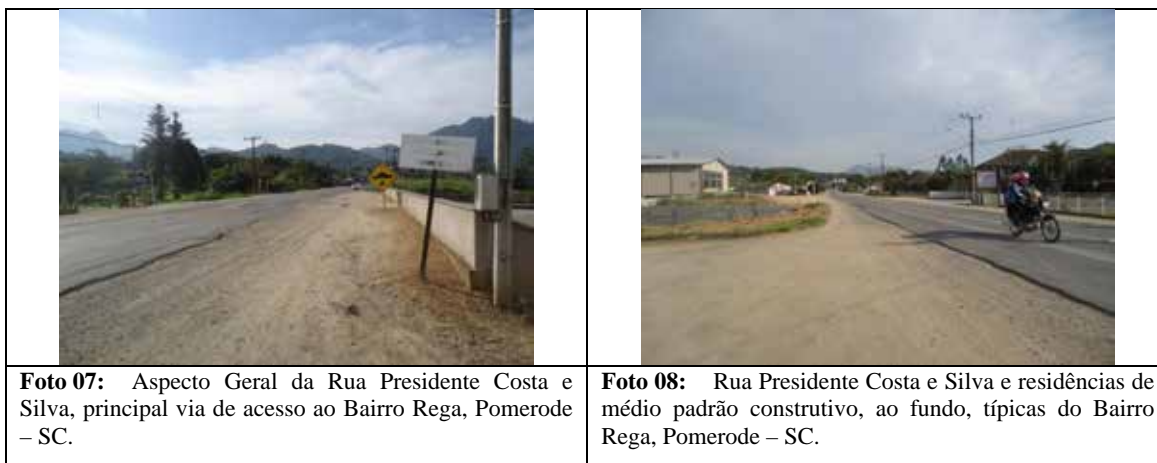 Foto 07: Aspecto Geral da Rua Presidente Costa e
Silva, principal via de acesso ao Bairro Rega, Pomerode
– SC.
Foto 08: Rua Presidente Costa e Silva e residências de
médio padrão construtivo, ao fundo, típicas do Bairro
Rega, Pomerode – SC.